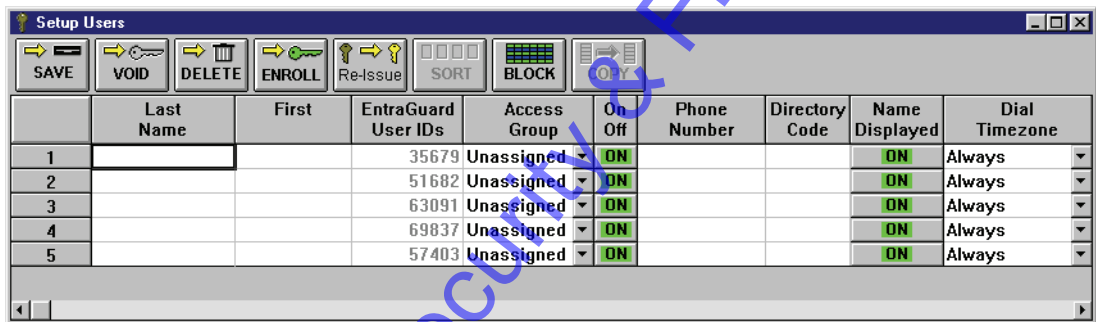 Setup Users
SAVE VOID DELETE ENROLL Re-Issue SORT BLOCK COPY
Last Name First EntraGuard User IDs Access Group On Off Phone Number Directory Code Name Displayed Dial Timezone
1 35679 Unassigned ON ON Always
2 51682 Unassigned ON ON Always
3 63091 Unassigned ON ON Always
4 69837 Unassigned ON ON Always
5 57403 Unassigned ON ON Always